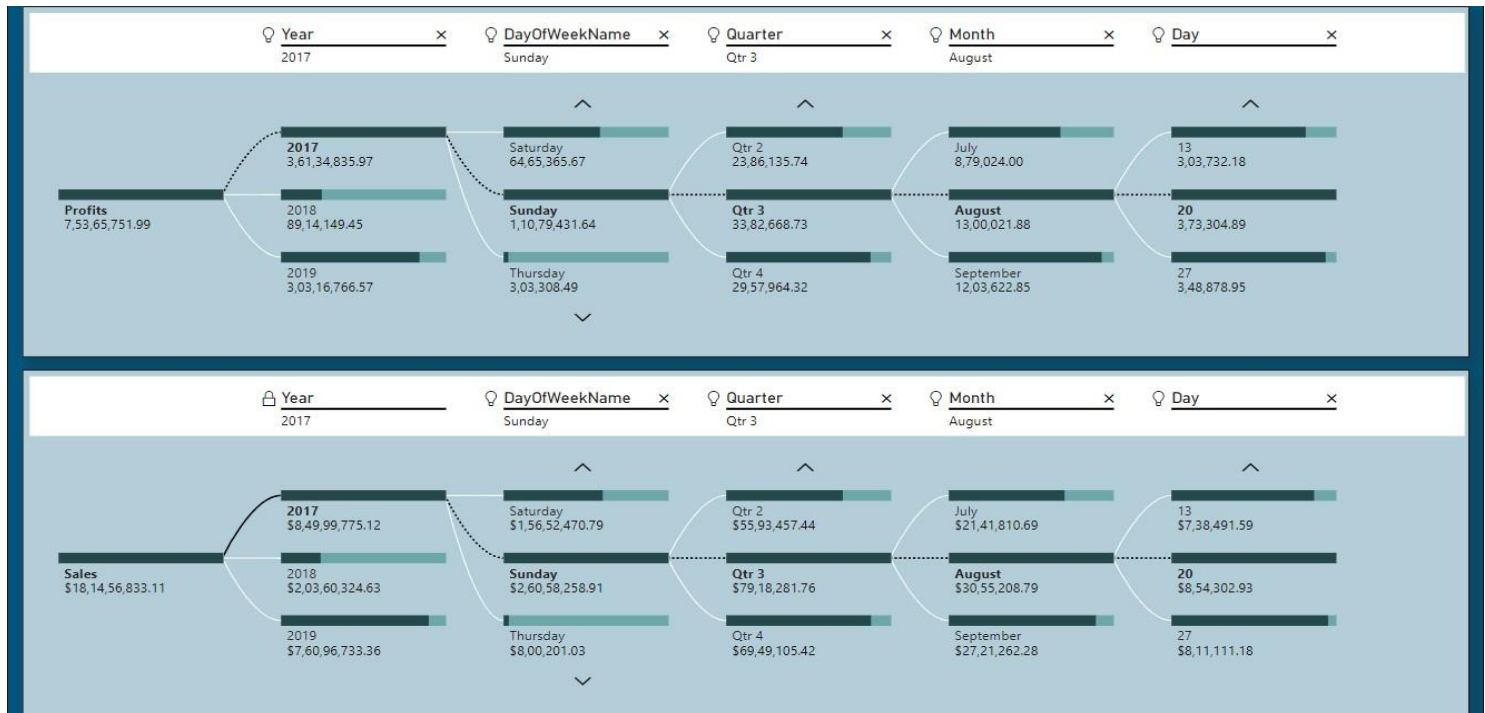 Year
DayOfWeekName
Quarter
Month
Day
2017
Sunday
Qtr 3
August
Profits
7,53,65,751.99
2017
3,61,34,835.97
2018
89,14,149.45
2019
3,03,16,766.57
Saturday
64,65,365.67
Sunday
1,10,79,431.64
Thursday
3,03,308.49
Qtr 2
23,86,135.74
Qtr 3
33,82,668.73
Qtr 4
29,57,964.32
July
8,79,024.00
August
13,00,021.88
September
12,03,622.85
13
3,03,732.18
20
3,73,304.89
27
3,48,878.95
Year
DayOfWeekName
Quarter
Month
Day
2017
Sunday
Qtr 3
August
Sales
$18,14,56,833.11
2017
$8,49,99,775.12
2018
$2,03,60,324.63
2019
$7,60,96,733.36
Saturday
$1,56,52,470.79
Sunday
$2,60,58,258.91
Thursday
$8,00,201.03
Qtr 2
$55,93,457.44
Qtr 3
$79,18,281.76
Qtr 4
$69,49,105.42
July
$21,41,810.69
August
$30,55,208.79
September
$27,21,262.28
13
$7,38,491.59
20
$8,54,302.93
27
$8,11,111.18